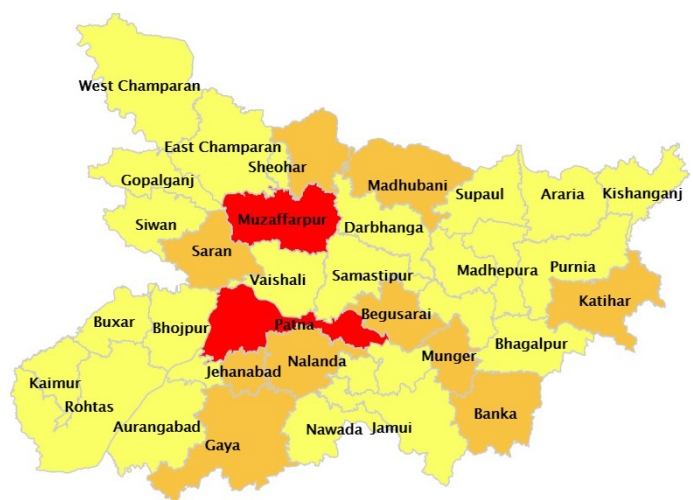 West Champaran
East Champaran
Sheohar
Gopalganj
Madhubani
Supaul
Araria
Kishanganj
Siwan
Muzaffarpur
Darbhanga
Saran
Vaishali
Samastipur
Madhepura
Purnia
Katihar
Buxar
Bhojpur
Patna
Begusarai
Bhagalpur
Munger
Jehanabad
Nalanda
Kaimur
Rohtas
Aurangabad
Gaya
Nawada
Jamui
Banka